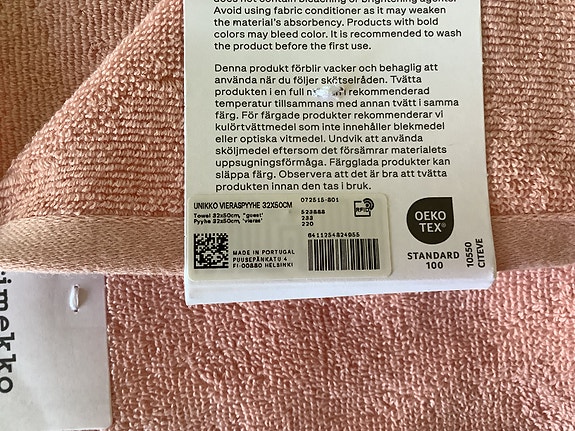 does not contain bleaching or brightening agents.
Avoid using fabric conditioner as it may weaken
the material's absorbency. Products with bold
colors may bleed color. It is recommended to wash
the product before the first use.
Denna produkt förblir vacker och behaglig att
använda när du följer skötselråden. Tvätta
produkten i en full recommenderad
temperatur tillsammans med annan tvätt i samma
färg. För färgade produkter rekommenderar vi
kulörtvättmedel som inte innehåller blekmedel
eller optiska vitmedel. Undvik att använda
sköljmedel eftersom det försämrar materialets
uppsugningsförmåga. Färgglada produkter kan
släppa färg. Observera att det är bra att tvätta
produkten innan den tas i bruk.
UNIKKO VIERASPYYHE 32X50CM 072515-801
Towel 32x50cm, "guest"
Pyyhe 32x50cm, 'vieras'
523888
233
220
RFID
6411254824955
MADE IN PORTUGAL
PUUSEPÄNKATU 4
FI-00880 HELSINKI
OEKO
TEX®
STANDARD
100
10550
CITEVE
imekko